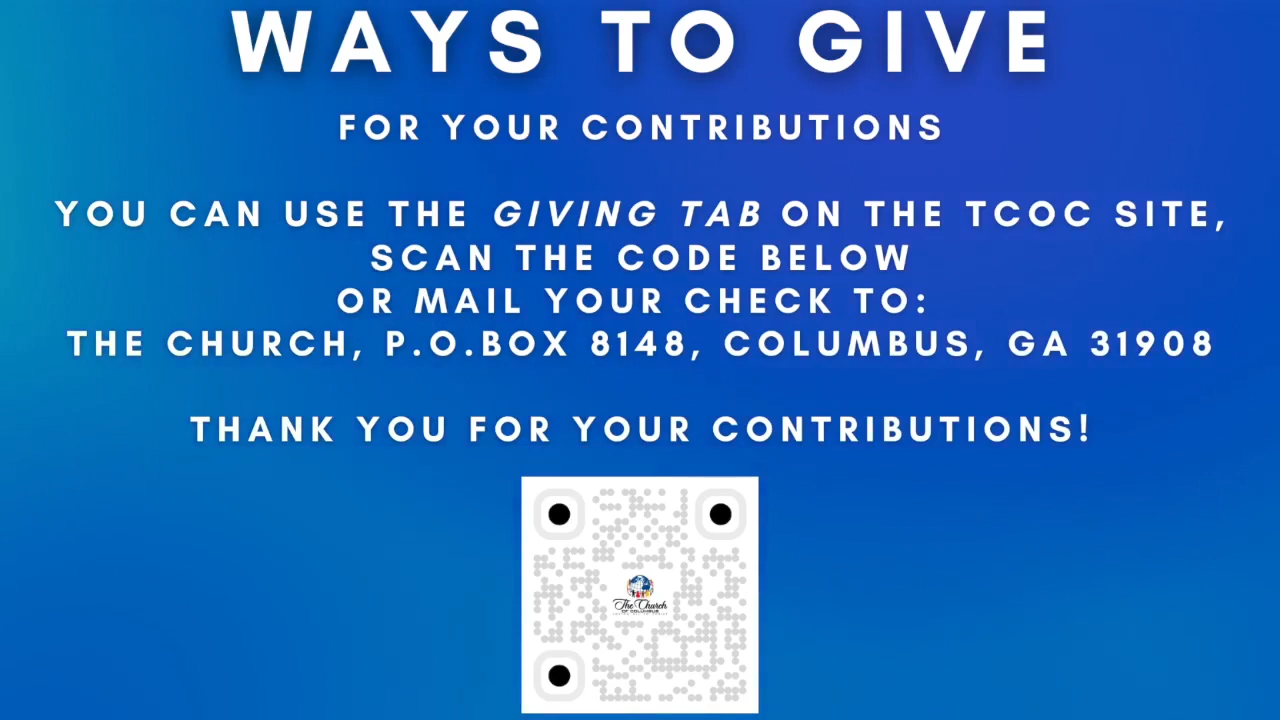 WAYS TO GIVE
FOR YOUR CONTRIBUTIONS
YOU CAN USE THE GIVING TAB ON THE TCOC SITE,
SCAN THE CODE BELOW
OR MAIL YOUR CHECK TO:
THE CHURCH, P.O.BOX 8148, COLUMBUS, GA 31908
THANK YOU FOR YOUR CONTRIBUTIONS!
The Church
OF COLUMBUS